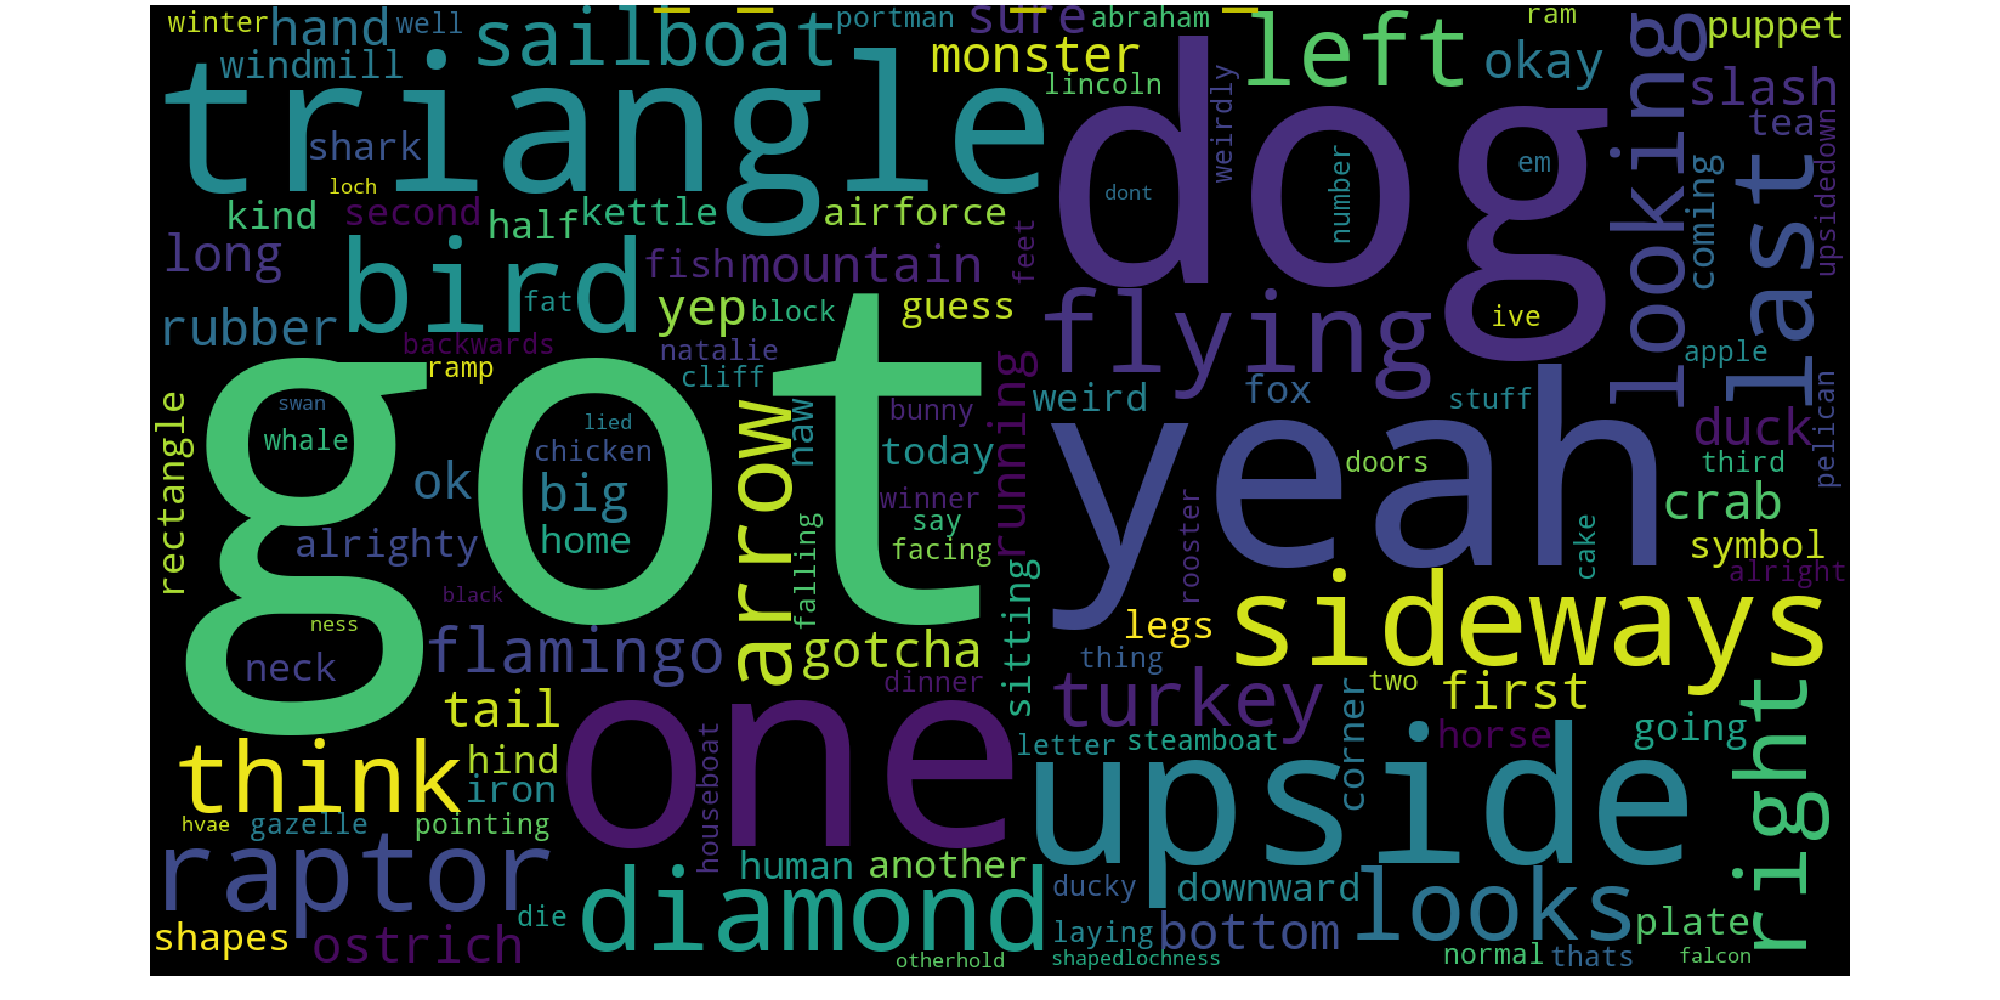 winter
hand
well
sailboat
portman
sure
abraham
left
ram
okay
looking
puppet
windmill
monster
lincoln
weirdly
slash
triangle
dog
tea
upsidedown
shark
loch
number
em
coming
last
dont
kind
second
half
kettle
airforce
feet
long
bird
fish
mountain
flying
rubber
fat
yep
block
guess
ive
backwards
ramp
natalie
cliff
got
running
weird
fox
apple
stuff
rectangle
swan
whale
lied
chicken
arrow
naw
bunny
today
yeah
doors
duck
third
pelican
ok
big
winner
say
rooster
crab
alrighty
home
falling
facing
cake
symbol
alright
black
sitting
sideways
ness
neck
flamingo
gotcha
legs
thing
dinner
turkey
two
first
tail
one
corner
right
think
hind
iron
houseboat
letter
steamboat
upside
horse
going
hvae
gazelle
pointing
raptor
diamond
human
another
ducky
downward
looks
die
plate
shapes
ostrich
laying
bottom
otherhold
shapedlochness
normal
thats
falcon